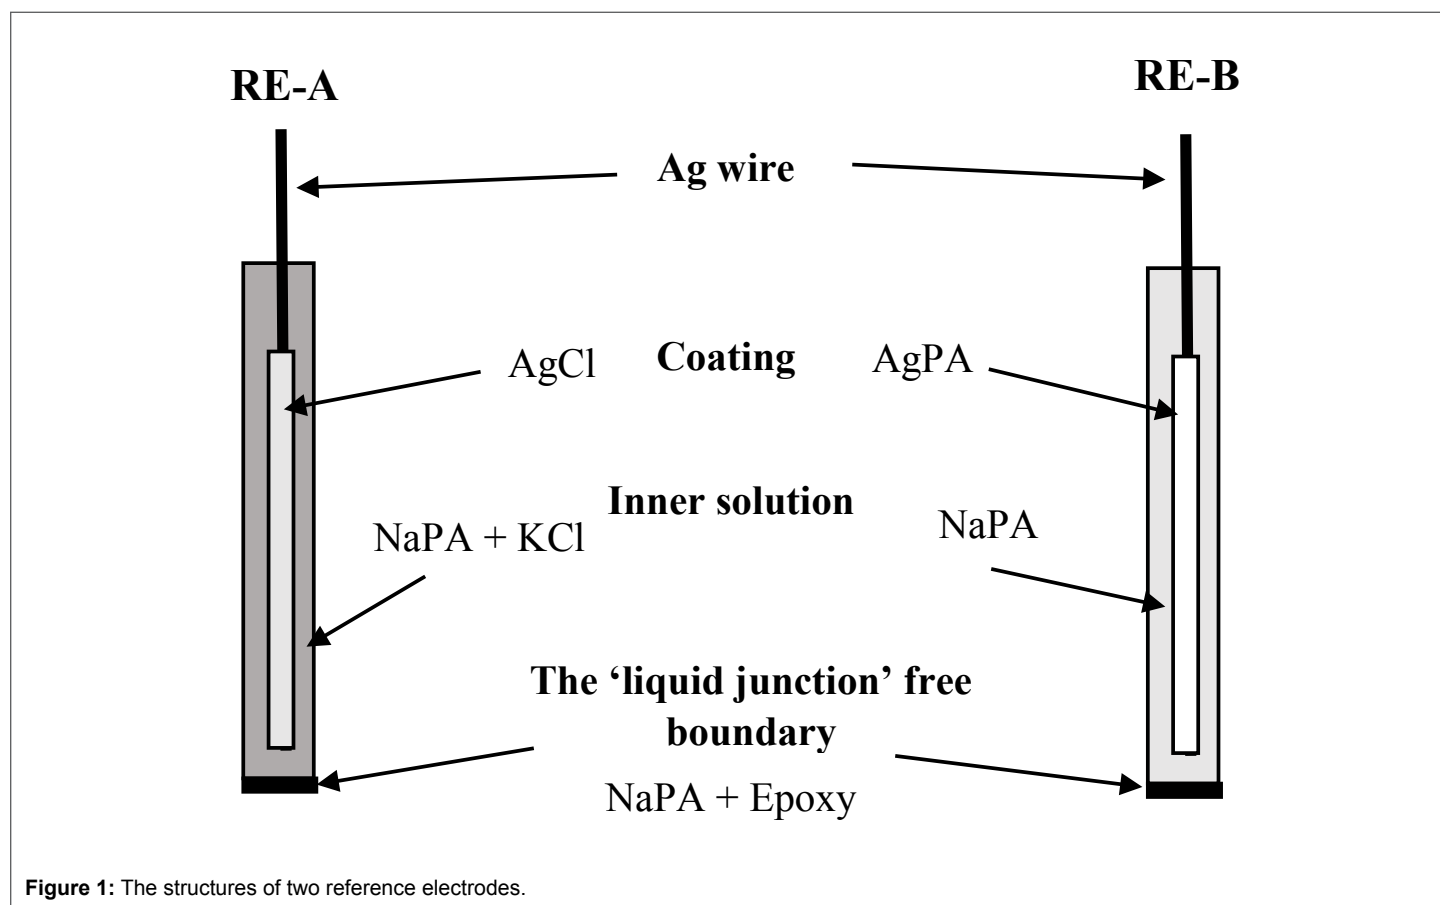 RE-A
RE-B
Ag wire
AgCl
Coating
AgPA
Inner solution
NaPA + KCl
NaPA
The ‘liquid junction’ free
boundary
NaPA + Epoxy
Figure 1: The structures of two reference electrodes.